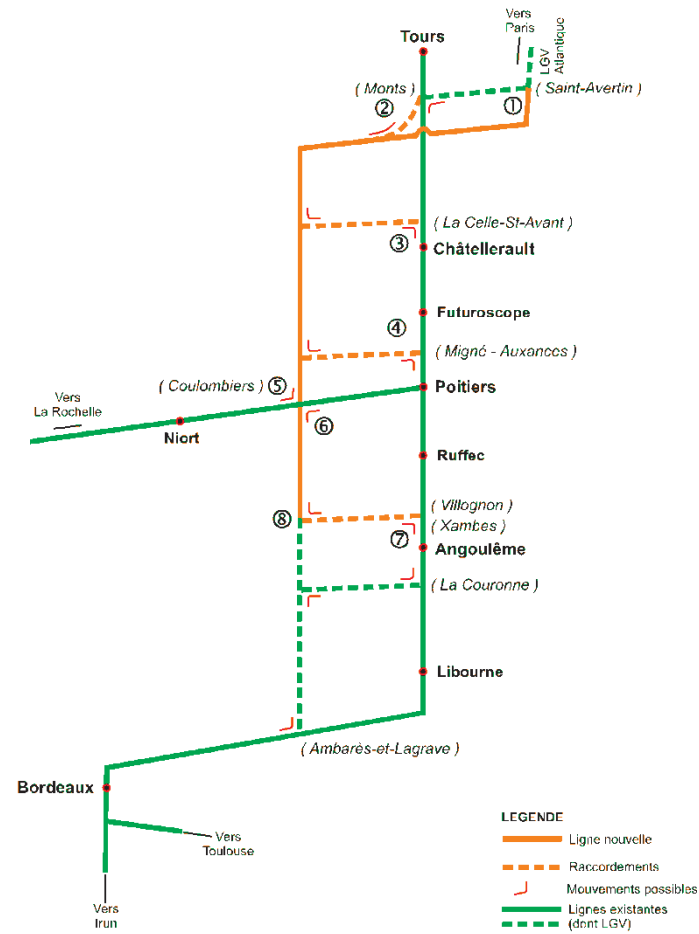 Vers
Paris
LGV
Atlantique
Tours
( Monts )
②
①
( Saint-Avertin )
( La Celle-St-Avant )
③
Châtellerault
Futuroscope
④
( Migné - Auxances )
( Coulombiers ) ⑤
Poitiers
Vers
La Rochelle
⑥
Niort
Ruffec
( Villognon )
⑧
( Xambes )
⑦
Angoulême
( La Couronne )
Libourne
( Ambarès-et-Lagrave )
Bordeaux
Vers
Toulouse
Vers
Irun
LEGENDE
Ligne nouvelle
Raccordements
Mouvements possibles
Lignes existantes
(dont LGV)